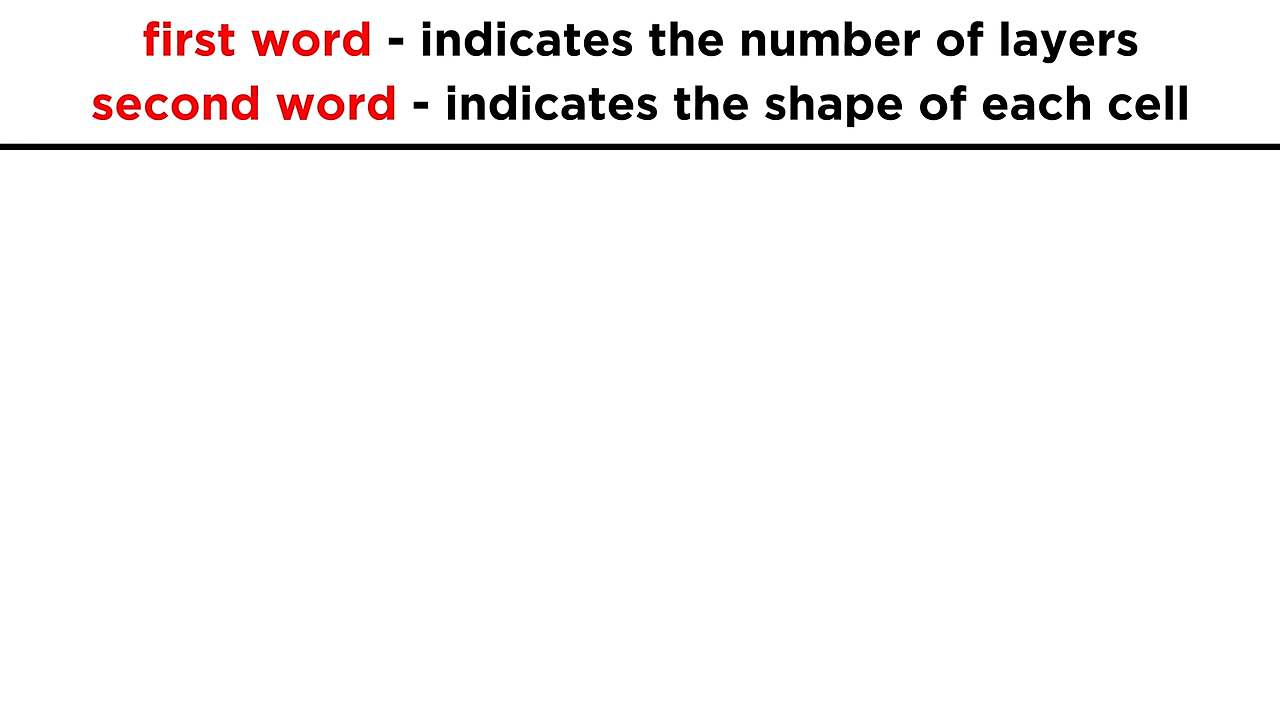 first word - indicates the number of layers
second word - indicates the shape of each cell